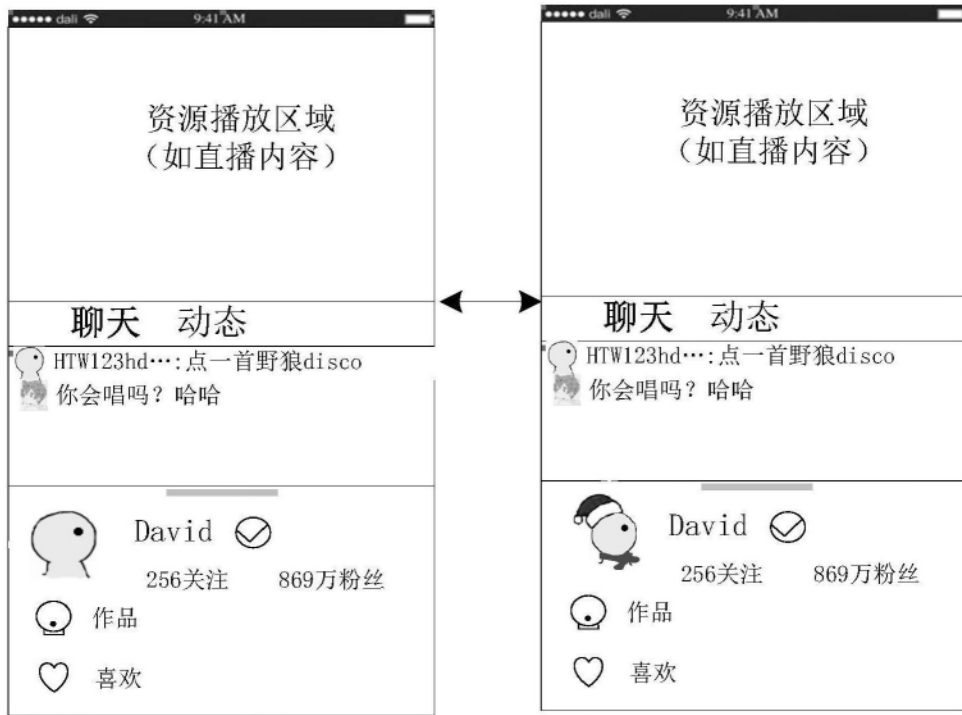 dali 9:41 AM
资源播放区域
（如直播内容）
聊天 动态
HTW123hd…:点一首野狼disco
你会唱吗？哈哈
David
256关注 869万粉丝
作品
喜欢
dali 9:41 AM
资源播放区域
（如直播内容）
聊天 动态
HTW123hd…:点一首野狼disco
你会唱吗？哈哈
David
256关注 869万粉丝
作品
喜欢